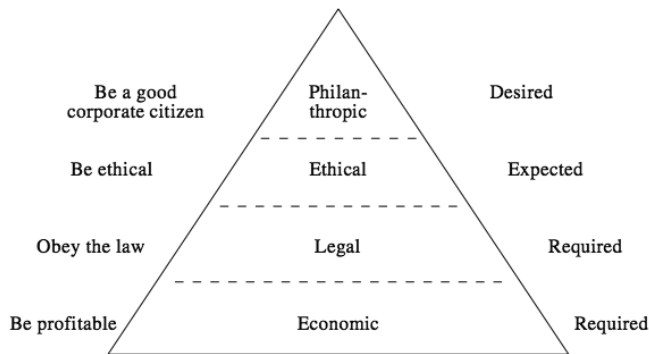 Be a good
corporate citizen
Philan-
thropic
Desired
Be ethical
Ethical
Expected
Obey the law
Legal
Required
Be profitable
Economic
Required